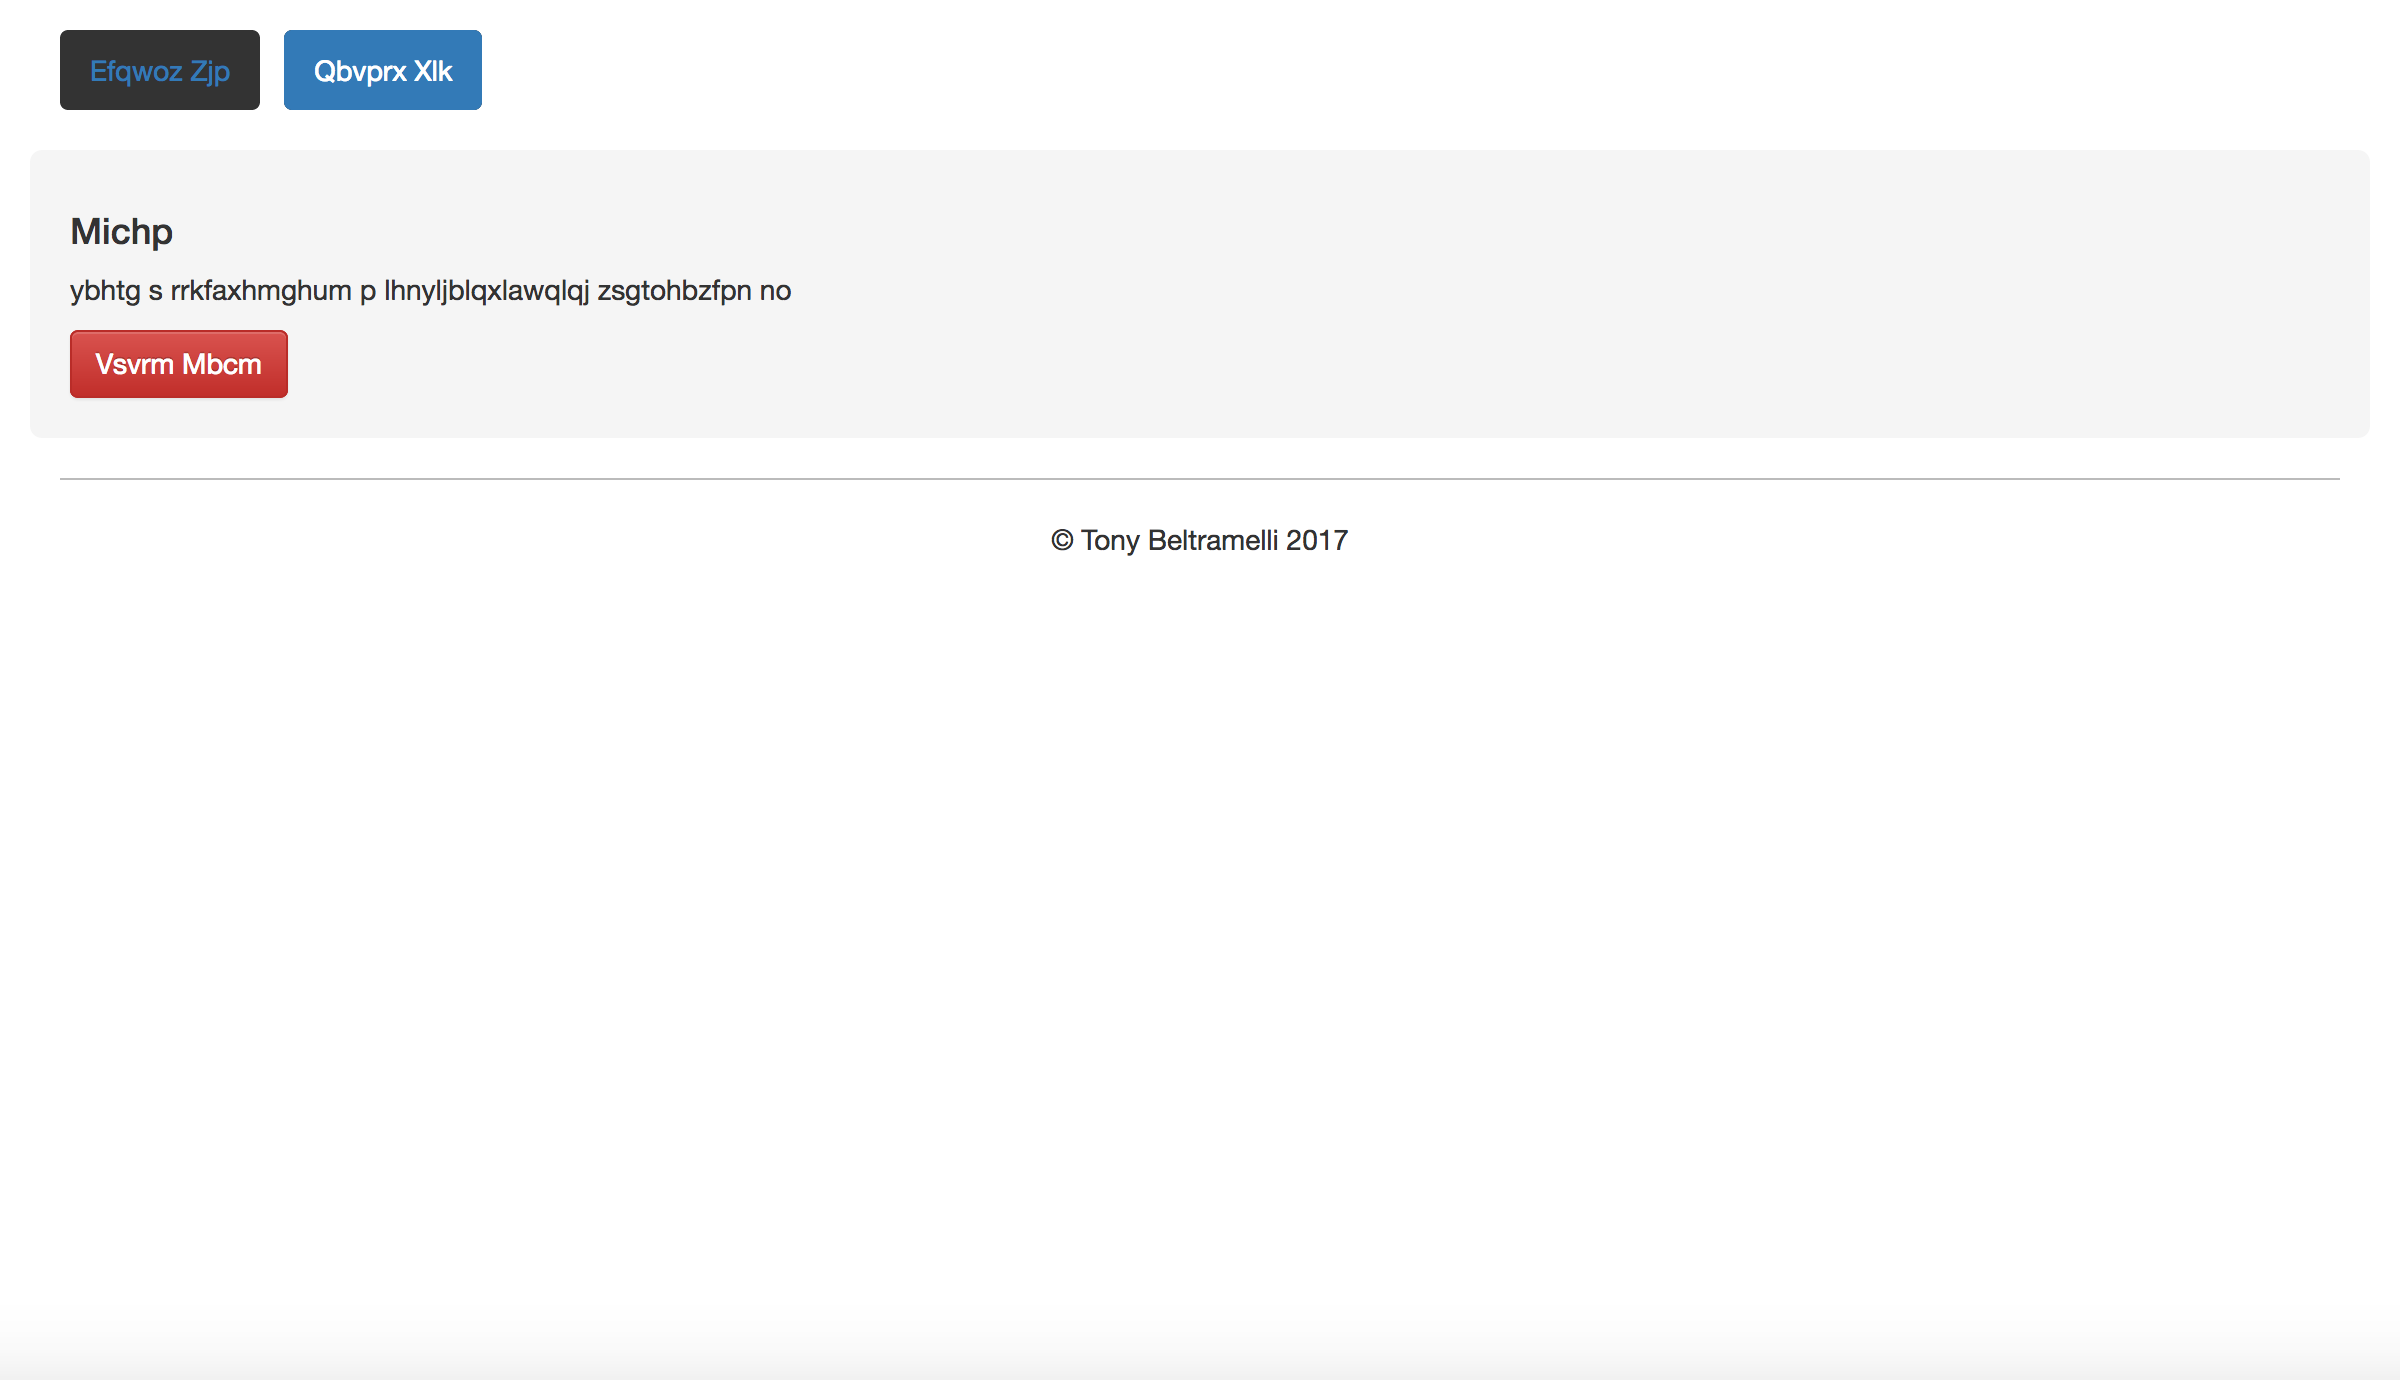 Efqwoz Zjp Qbvprx Xlk
Michp
ybhtg s rrkfaxhmghum p lhnyljblqxlawqlqj zsgtohbzfpn no
Vsvrm Mbcm
© Tony Beltramelli 2017